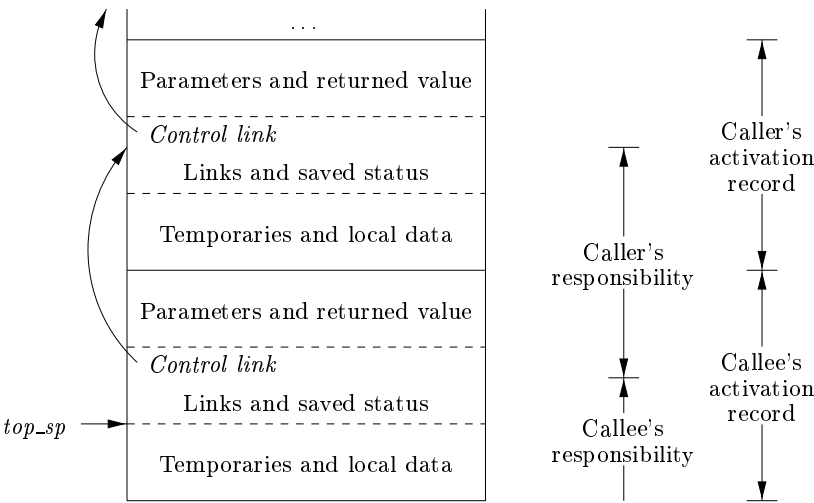 . . .
Parameters and returned value
Control link
Links and saved status
Temporaries and local data
Parameters and returned value
Control link
Links and saved status
top_sp
Temporaries and local data
Caller's
responsibility
Callee's
responsibility
Caller's
activation
record
Callee's
activation
record